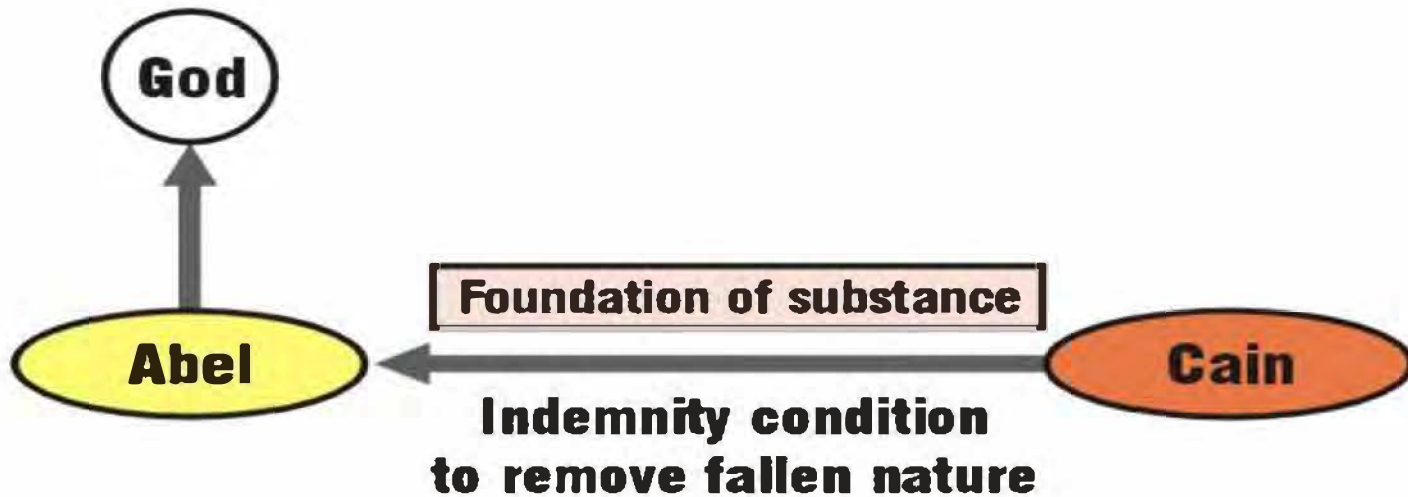 God
Foundation of substance
Abel
Cain
Indemnity condition
to remove fallen nature